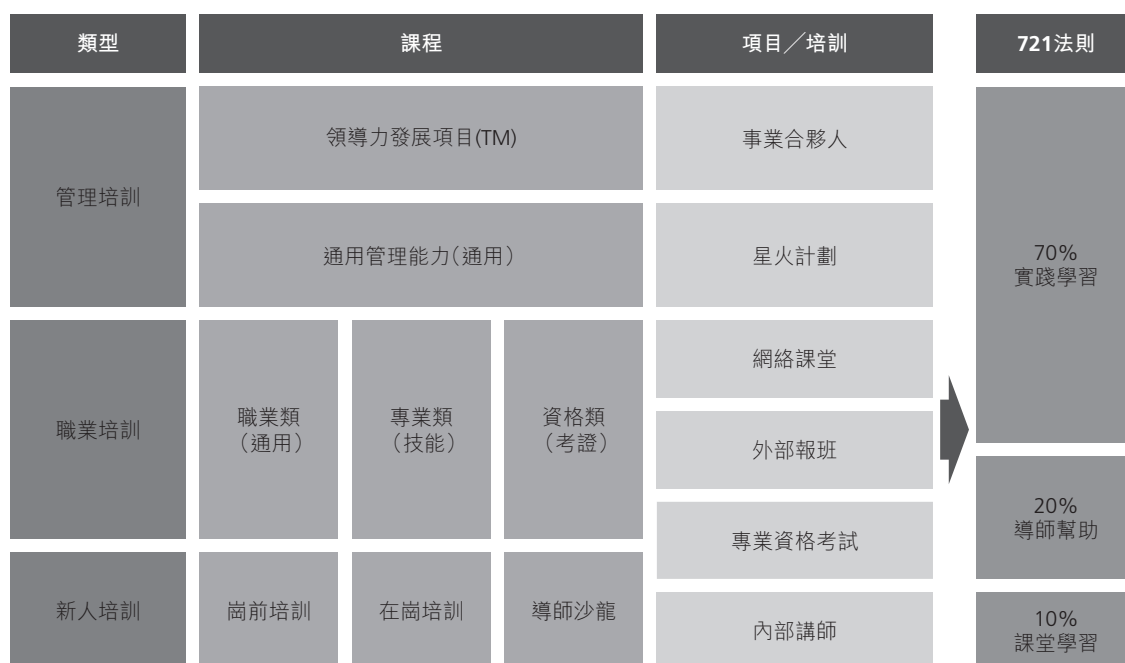 類型
課程
項目／培訓
721法則
管理培訓
領導力發展項目(TM)
事業合夥人
通用管理能力（通用）
星火計劃
70%
實踐學習
職業培訓
職業類
（通用）
專業類
（技能）
資格類
（考證）
網絡課堂
外部報班
專業資格考試
20%
導師幫助
新人培訓
崗前培訓
在崗培訓
導師沙龍
內部講師
10%
課堂學習